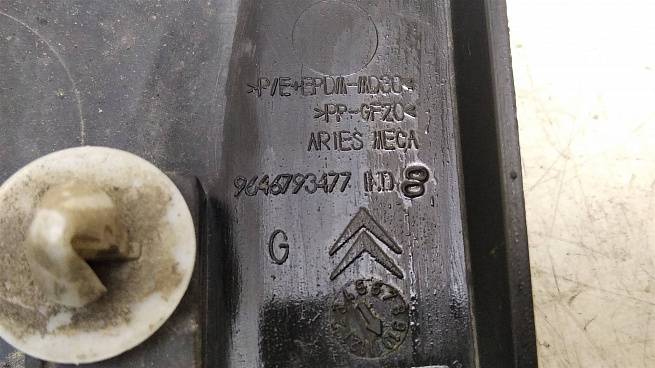 >P/E+EPDM-MD30<
>PP-GF20<
ARIES MECA
9646793477 IND 8
G